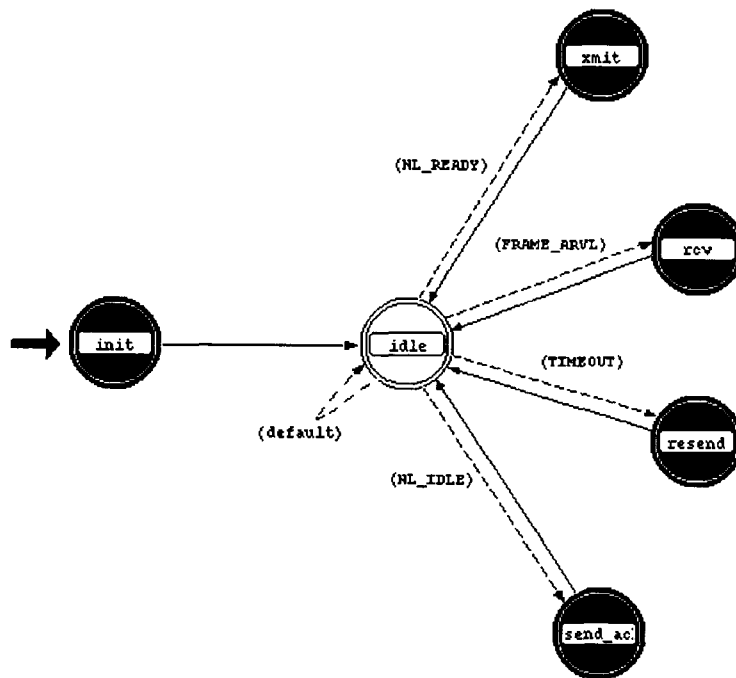 xmit
(NL_READY)
(FRAME_ARVL)
rcv
init
idle
(TIMEOUT)
(default)
resend
(NL_IDLE)
send_ac